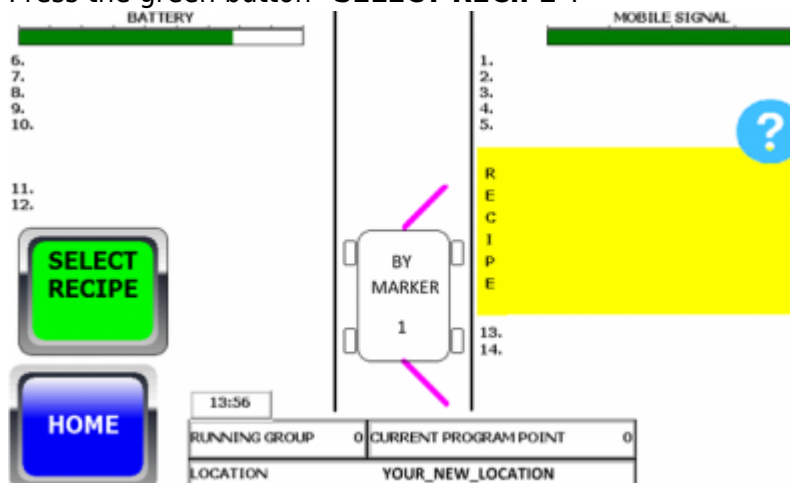 Press the green button "SELECT RECIPE".
BATTERY
MOBILE SIGNAL
6.
7.
8.
9.
10.
1.
2.
3.
4.
5.
?
11.
12.
R
E
C
I
P
E
SELECT
RECIPE
BY
MARKER
1
13.
14.
HOME
13:56
RUNNING GROUP 0 CURRENT PROGRAM POINT 0
LOCATION YOUR_NEW_LOCATION